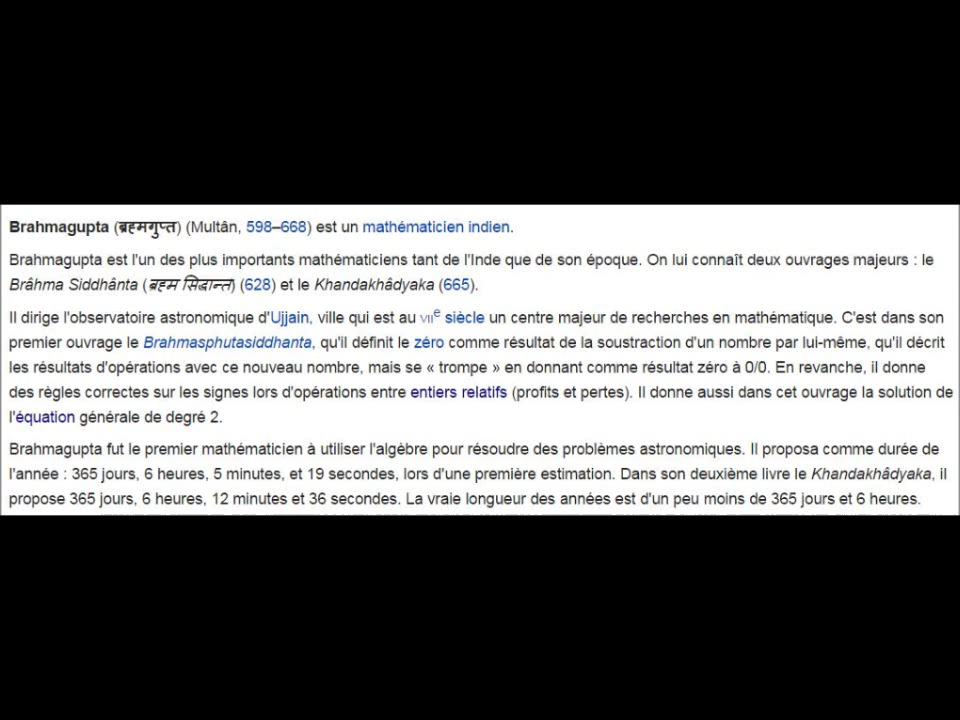 Brahmagupta (ब्रह्मगुप्त) (Multân, 598–668) est un mathématicien indien.
Brahmagupta est l'un des plus importants mathématiciens tant de l'Inde que de son époque. On lui connaît deux ouvrages majeurs : le
Brâhma Siddhânta (ब्रह्म सिद्धान्त) (628) et le Khandakhâdyaka (665).
Il dirige l'observatoire astronomique d'Ujjain, ville qui est au VIIe siècle un centre majeur de recherches en mathématique. C'est dans son
premier ouvrage le Brahmasphutasiddhanta, qu'il définit le zéro comme résultat de la soustraction d'un nombre par lui-même, qu'il décrit
les résultats d'opérations avec ce nouveau nombre, mais se « trompe » en donnant comme résultat zéro à 0/0. En revanche, il donne
des règles correctes sur les signes lors d'opérations entre entiers relatifs (profits et pertes). Il donne aussi dans cet ouvrage la solution de
l'équation générale de degré 2.
Brahmagupta fut le premier mathématicien à utiliser l'algèbre pour résoudre des problèmes astronomiques. Il proposa comme durée de
l'année : 365 jours, 6 heures, 5 minutes, et 19 secondes, lors d'une première estimation. Dans son deuxième livre le Khandakhâdyaka, il
propose 365 jours, 6 heures, 12 minutes et 36 secondes. La vraie longueur des années est d'un peu moins de 365 jours et 6 heures.